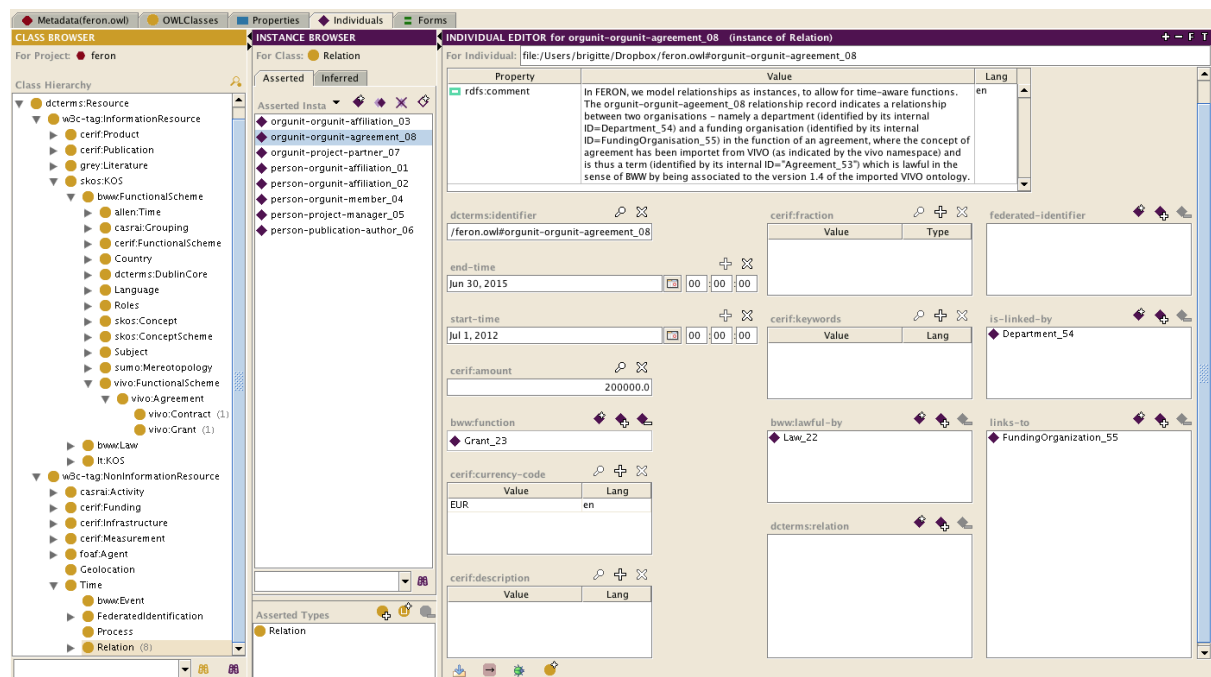 Metadata(feron.owl)
OWLClasses
Properties
Individuals
Forms
CLASS BROWSER
For Project: feron
Class Hierarchy
dcterms:Resource
w3c-tag:InformationResource
cerif:Product
cerif:Publication
grey:Literature
skos:KOS
bww:FunctionalScheme
allen:Time
casrai:Grouping
cerif:FunctionalScheme
Country
dcterms:DublinCore
Language
Roles
skos:Concept
skos:ConceptScheme
Subject
sumo:Mereotopology
vivo:FunctionalScheme
vivo:Agreement
vivo:Contract (1)
vivo:Grant (1)
bww:Law
lt:KOS
w3c-tag:NonInformationResource
casrai:Activity
cerif:Funding
cerif:Infrastructure
cerif:Measurement
foaf:Agent
Geolocation
Time
bww:Event
FederatedIdentification
Process
Relation (8)
INSTANCE BROWSER
For Class: Relation
Asserted
Inferred
Asserted Insta
orgunit-orgunit-affiliation_03
orgunit-orgunit-agreement_08
orgunit-project-partner_07
person-orgunit-affiliation_01
person-orgunit-affiliation_02
person-orgunit-member_04
person-project-manager_05
person-publication-author_06
Asserted Types
Relation
INDIVIDUAL EDITOR for orgunit-orgunit-agreement_08 (instance of Relation)
+ − F T
For Individual: file:/Users/brigitte/Dropbox/feron.owl#orgunit-orgunit-agreement_08
Property Value Lang
rdfs:comment
In FERON, we model relationships as instances, to allow for time-aware functions.
The orgunit-orgunit-ageement_08 relationship record indicates a relationship
between two organisations – namely a department (identified by its internal
ID=Department_54) and a funding organisation (identified by its internal
ID=FundingOrganisation_55) in the function of an agreement, where the concept of
agreement has been importet from VIVO (as indicated by the vivo namespace) and
is thus a term (identified by its internal ID="Agreement_53") which is lawful in the
sense of BWW by being associated to the version 1.4 of the imported VIVO ontology.
en
dcterms:identifier
/feron.owl#orgunit-orgunit-agreement_08
end-time
Jun 30, 2015 00 :00 :00
start-time
Jul 1, 2012 00 :00 :00
cerif:amount
200000.0
bww:function
Grant_23
cerif:currency-code
Value Lang
EUR en
cerif:description
Value Lang
cerif:fraction
Value Type
cerif:keywords
Value Lang
bww:lawful-by
Law_22
dcterms:relation
federated-identifier
is-linked-by
Department_54
links-to
FundingOrganization_55